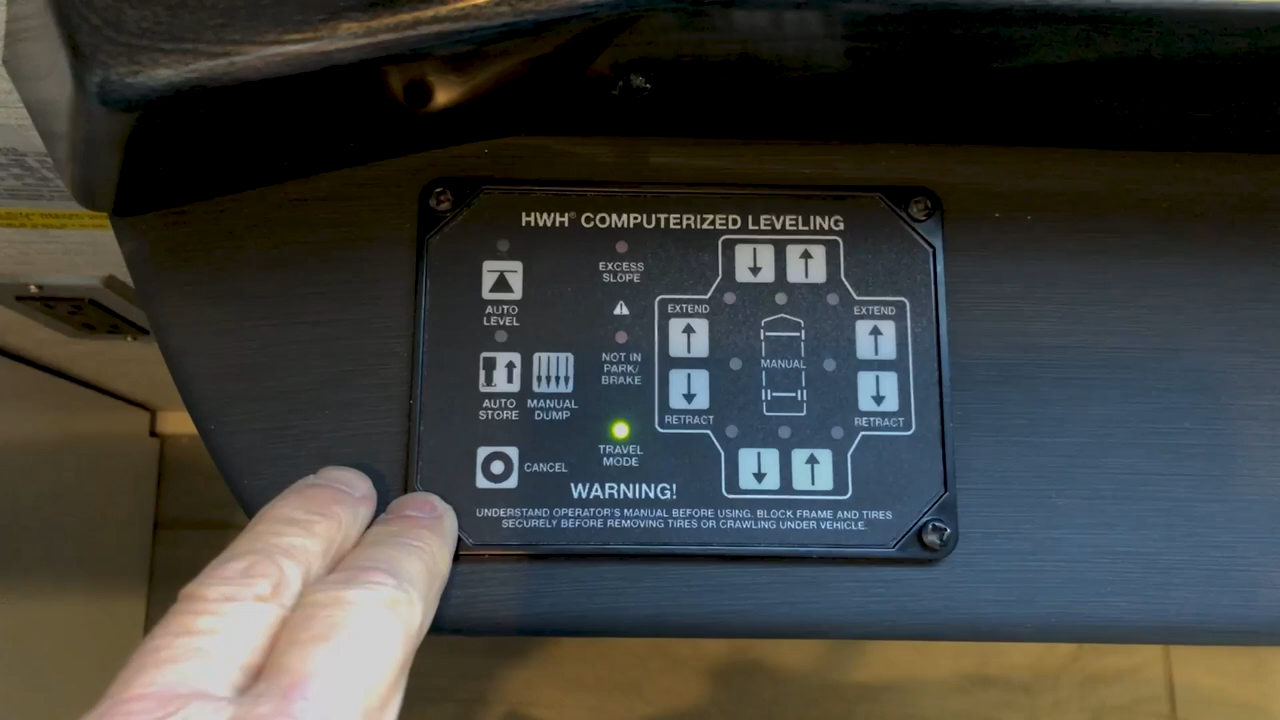 HWH® COMPUTERIZED LEVELING
AUTO
LEVEL
EXCESS
SLOPE
AUTO
STORE
MANUAL
DUMP
NOT IN
PARK/
BRAKE
CANCEL
TRAVEL
MODE
EXTEND
RETRACT
MANUAL
EXTEND
RETRACT
WARNING!
UNDERSTAND OPERATOR'S MANUAL BEFORE USING. BLOCK FRAME AND TIRES
SECURELY BEFORE REMOVING TIRES OR CRAWLING UNDER VEHICLE.